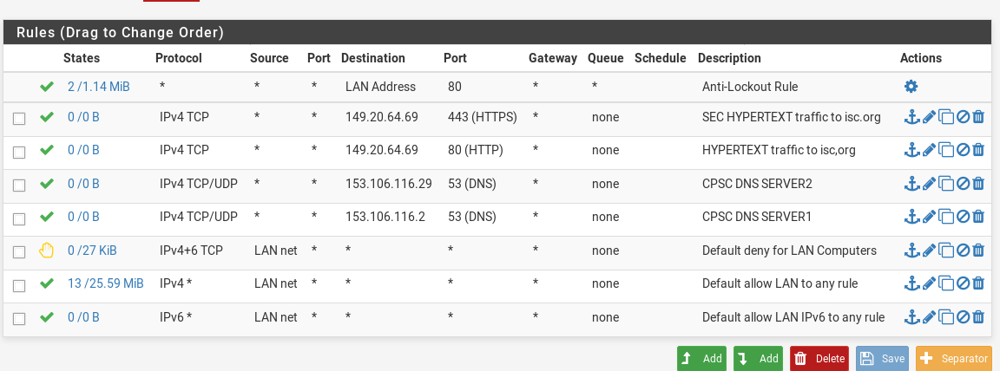 Rules (Drag to Change Order)
States Protocol Source Port Destination Port Gateway Queue Schedule Description Actions
2 /1.14 MiB * * * LAN Address 80 * * Anti-Lockout Rule
0 /0 B IPv4 TCP * * 149.20.64.69 443 (HTTPS) * none SEC HYPERTEXT traffic to isc.org
0 /0 B IPv4 TCP * * 149.20.64.69 80 (HTTP) * none HYPERTEXT traffic to isc,org
0 /0 B IPv4 TCP/UDP * * 153.106.116.29 53 (DNS) * none CPSC DNS SERVER2
0 /0 B IPv4 TCP/UDP * * 153.106.116.2 53 (DNS) * none CPSC DNS SERVER1
0 /27 KiB IPv4+6 TCP LAN net * * * * none Default deny for LAN Computers
13 /25.59 MiB IPv4 * LAN net * * * * none Default allow LAN to any rule
0 /0 B IPv6 * LAN net * * * * none Default allow LAN IPv6 to any rule
Add Add Delete Save Separator